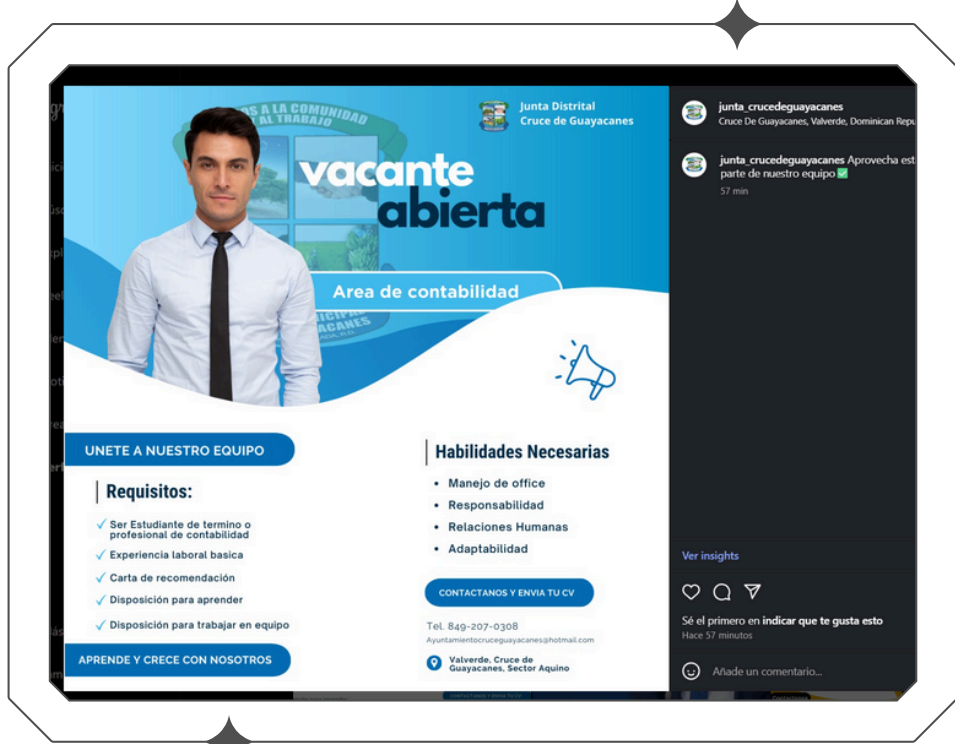 Junta Distrital
Cruce de Guayacanes
S A LA COMUNIDAD
Y AL TRABAJO
vacante
abierta
Area de contabilidad
UNETE A NUESTRO EQUIPO
Requisitos:
Ser Estudiante de termino o
profesional de contabilidad
Experiencia laboral basica
Carta de recomendación
Disposición para aprender
Disposición para trabajar en equipo
APRENDE Y CRECE CON NOSOTROS
Habilidades Necesarias
• Manejo de office
• Responsabilidad
• Relaciones Humanas
• Adaptabilidad
CONTACTANOS Y ENVIA TU CV
Tel. 849-207-0308
Ayuntamientocruceguayacanes@hotmail.com
Valverde, Cruce de
Guayacanes, Sector Aquino
junta_crucedeguayacanes
Cruce De Guayacanes, Valverde, Dominican Repu
junta_crucedeguayacanes Aprovecha est
parte de nuestro equipo
57 min
Ver insights
Sé el primero en indicar que te gusta esto
Hace 57 minutos
Añade un comentario...